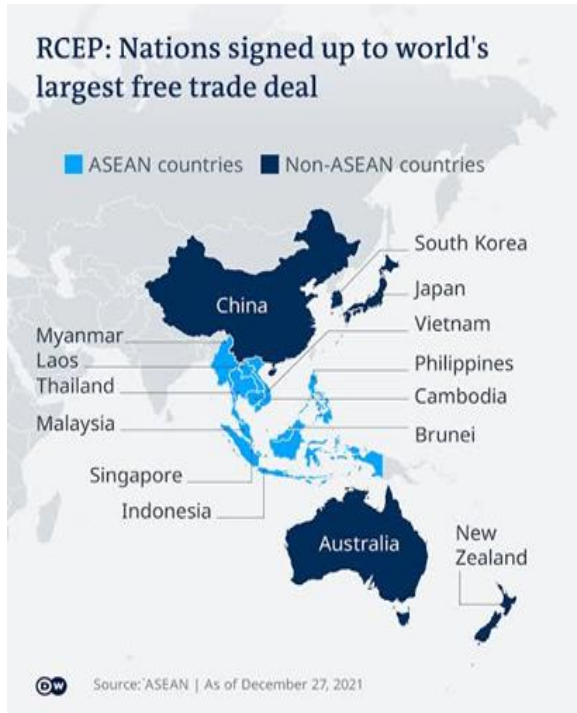 RCEP: Nations signed up to world's
largest free trade deal
ASEAN countries
Non-ASEAN countries
South Korea
China
Japan
Vietnam
Myanmar
Laos
Philippines
Thailand
Cambodia
Malaysia
Brunei
Singapore
Indonesia
Australia
New
Zealand
DW
Source: ASEAN | As of December 27, 2021